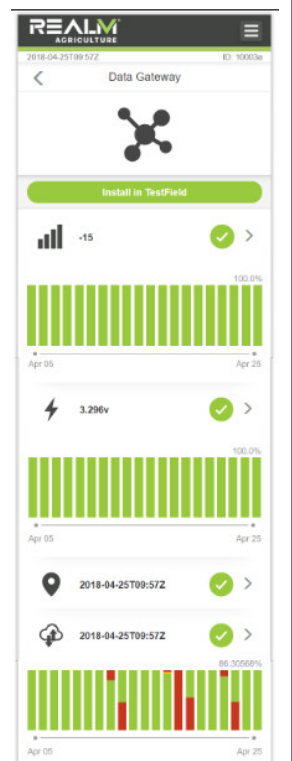 REALM
AGRICULTURE
2018-04-25T09:57Z ID: 10003e
Data Gateway
Install in TestField
-15
100.0%
Apr 05 Apr 25
3.296v
100.0%
Apr 05 Apr 25
2018-04-25T09:57Z
2018-04-25T09:57Z
86.30568%
Apr 05 Apr 25